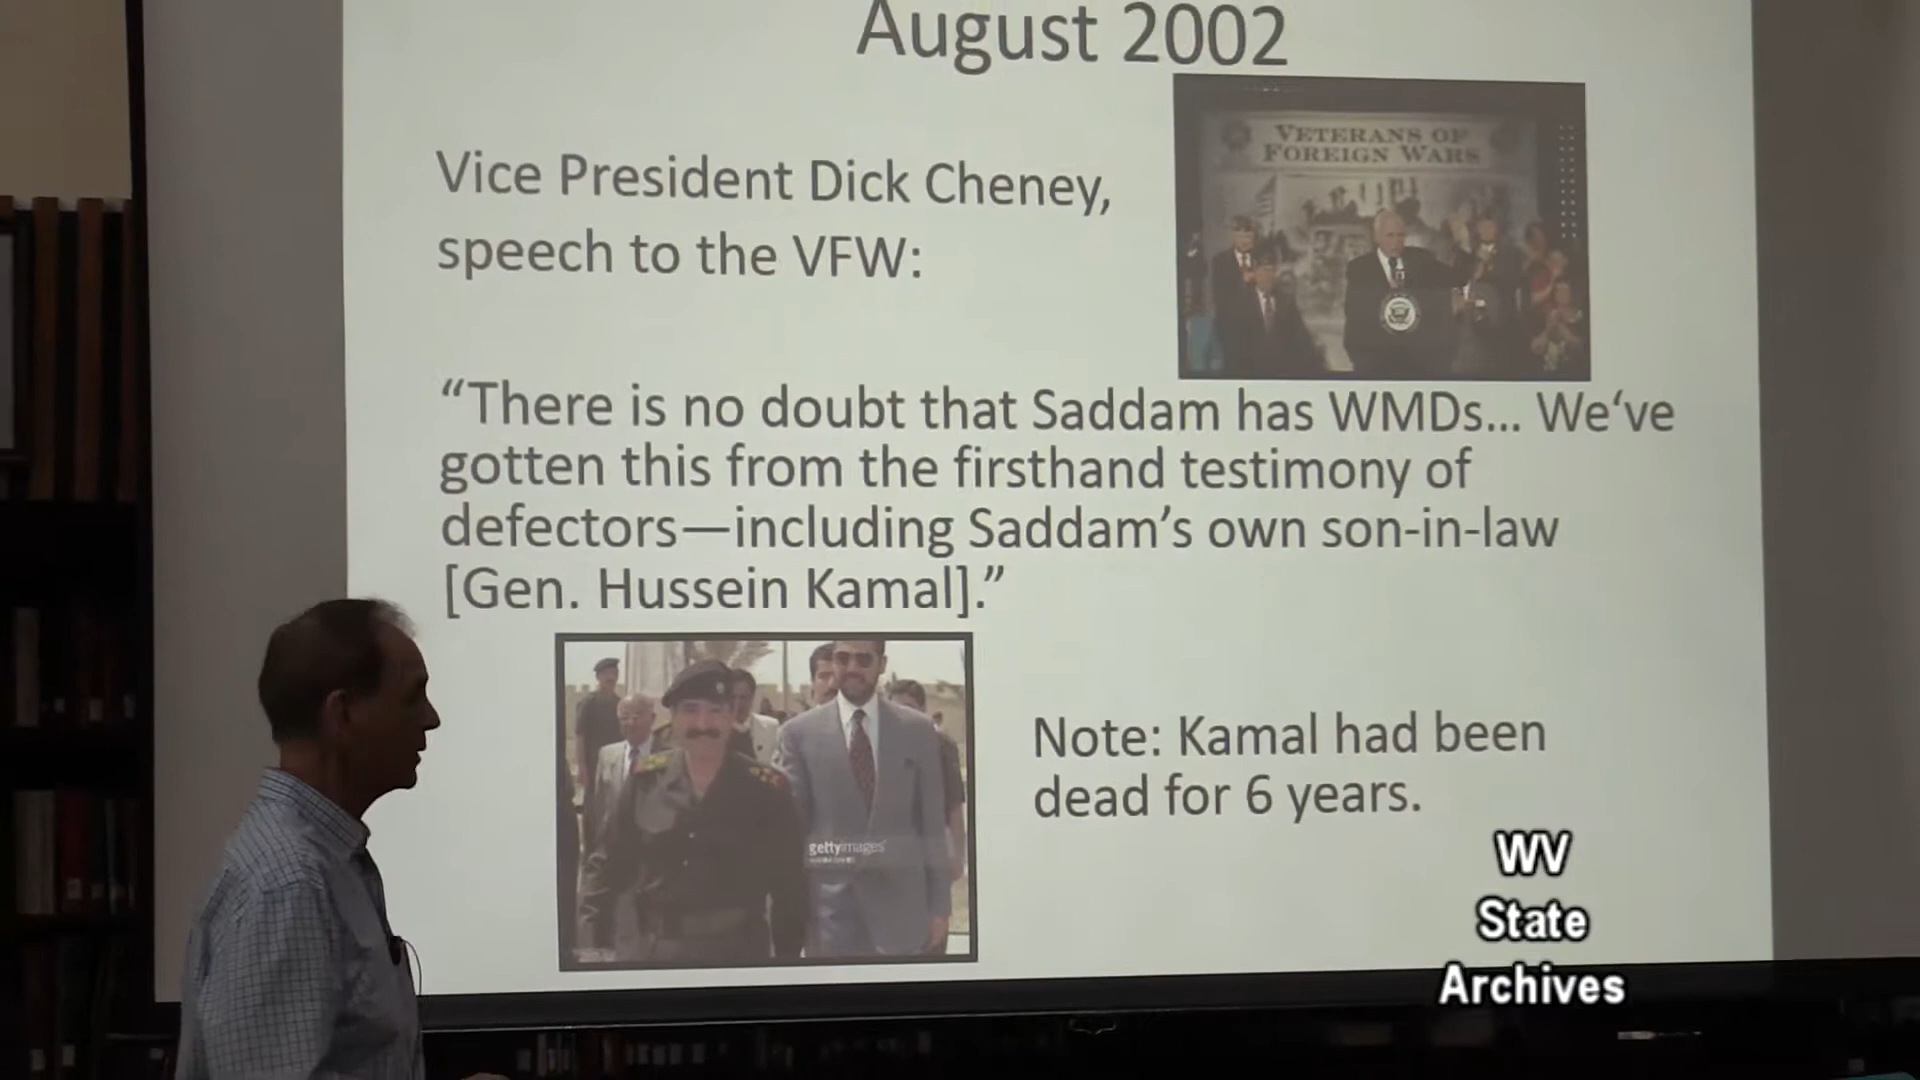 August 2002
VETERANS OF
FOREIGN WARS
Vice President Dick Cheney,
speech to the VFW:
“There is no doubt that Saddam has WMDs... We‘ve
gotten this from the firsthand testimony of
defectors—including Saddam’s own son-in-law
[Gen. Hussein Kamal].”
gettyimages
Note: Kamal had been
dead for 6 years.
WV
State
Archives